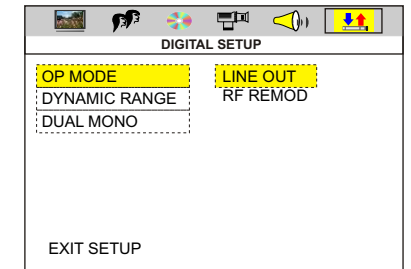 DIGITAL SETUP
OP MODE
LINE OUT
DYNAMIC RANGE
RF REMOD
DUAL MONO
EXIT SETUP